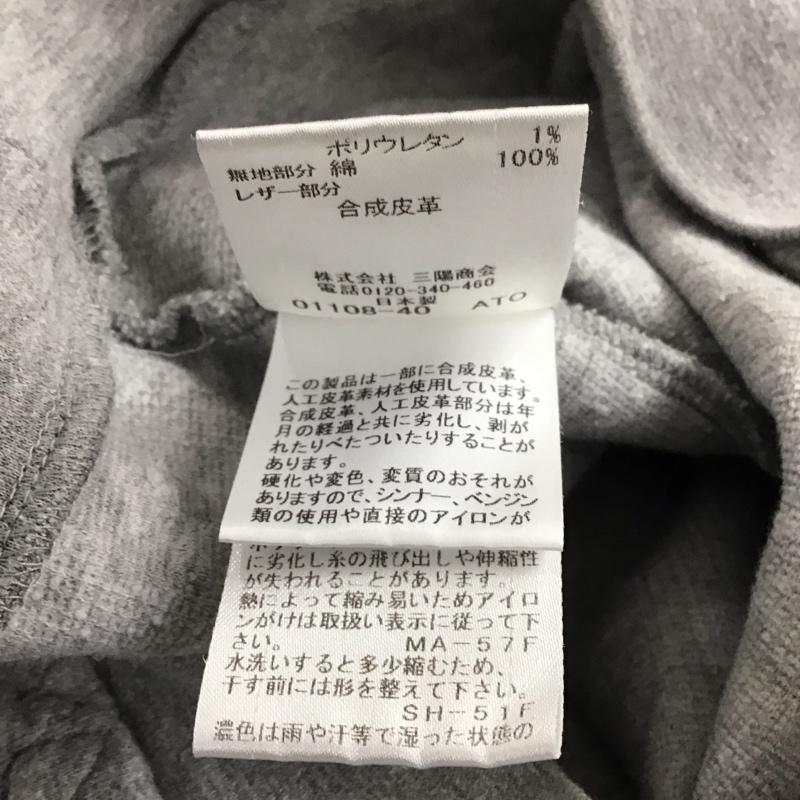 ポリウレタン 1%
無地部分 綿 100%
レザー部分
合成皮革
株式会社 三陽商会
電話0120-340-460
日本製
01108-40 ATO
この製品は一部に合成皮革、
人工皮革素材を使用しています。
合成皮革、人工皮革部分は年
月の経過と共に劣化し、剥が
れたりべたついたりすることが
あります。
硬化や変色、変質のおそれが
ありますので、シンナー、ベンジン
類の使用や直接のアイロンが
に劣化し糸の飛び出しや伸縮性
が失われることがあります。
熱によって縮み易いためアイロ
ンがけは取扱い表示に従って下
さい。 MA-57F
水洗いすると多少縮むため、
干す前には形を整えて下さい。
SH-51F
濃色は雨や汗等で湿った状態の